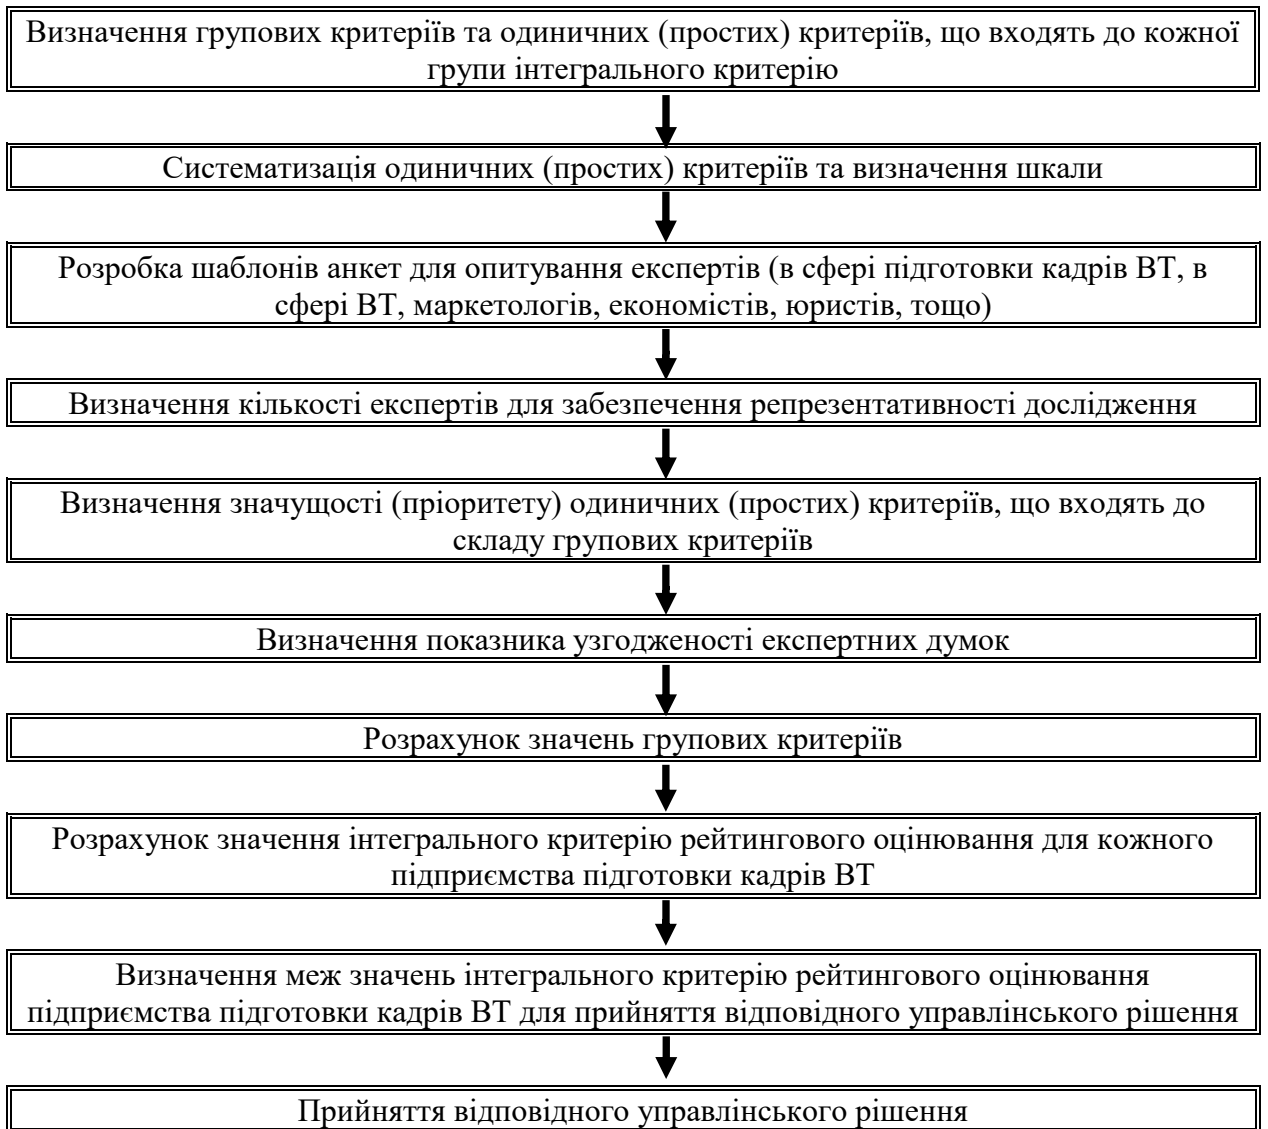 Визначення групових критеріїв та одиничних (простих) критеріїв, що входять до кожної
групи інтегрального критерію
Систематизація одиничних (простих) критеріїв та визначення шкали
Розробка шаблонів анкет для опитування експертів (в сфері підготовки кадрів ВТ, в
сфері ВТ, маркетологів, економістів, юристів, тощо)
Визначення кількості експертів для забезпечення репрезентативності дослідження
Визначення значущості (пріоритету) одиничних (простих) критеріїв, що входять до
складу групових критеріїв
Визначення показника узгодженості експертних думок
Розрахунок значень групових критеріїв
Розрахунок значення інтегрального критерію рейтингового оцінювання для кожного
підприємства підготовки кадрів ВТ
Визначення меж значень інтегрального критерію рейтингового оцінювання
підприємства підготовки кадрів ВТ для прийняття відповідного управлінського рішення
Прийняття відповідного управлінського рішення